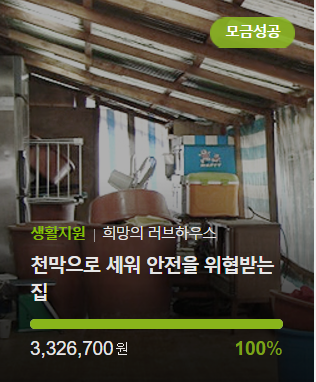 모금성공
생활지원 | 희망의 러브하우스
천막으로 세워 안전을 위협받는
집
3,326,700원 100%